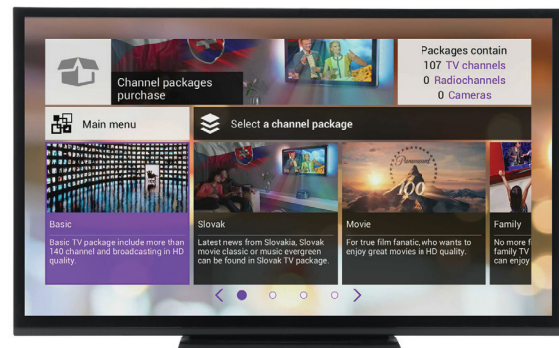 Channel packages
purchase
Packages contain
107 TV channels
0 Radiochannels
0 Cameras
Main menu
Select a channel package
Basic
Basic TV package include more than
140 channel and broadcasting in HD
quality.
Slovak
Latest news from Slovakia, Slovak
movie classic or music evergreen
can be found in Slovak TV package.
Paramount
100
Movie
For true film fanatic, who wants to
enjoy great movies in HD quality.
Family
No more f
family TV
can enjoy